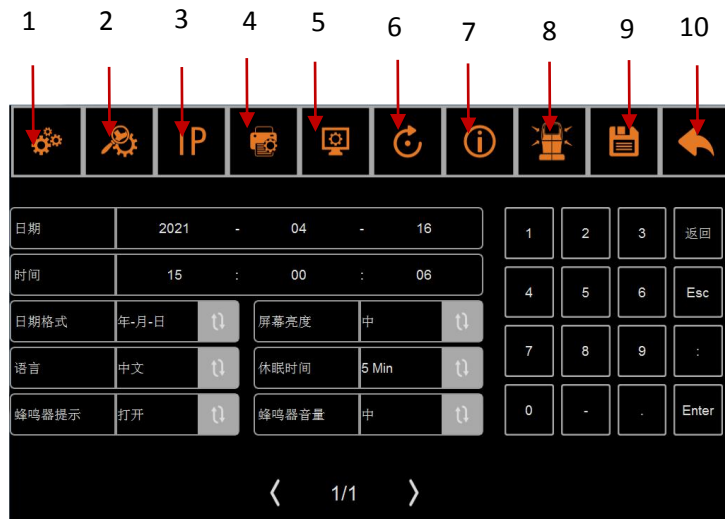 1 2 3 4 5 6 7 8 9 10
IP
日期 2021 - 04 - 16
时间 15 : 00 : 06
日期格式 年-月-日 屏幕亮度 中
语言 中文 休眠时间 5 Min
蜂鸣器提示 打开 蜂鸣器音量 中
1 2 3 返回
4 5 6 Esc
7 8 9 :
0 - . Enter
〈 1/1 〉